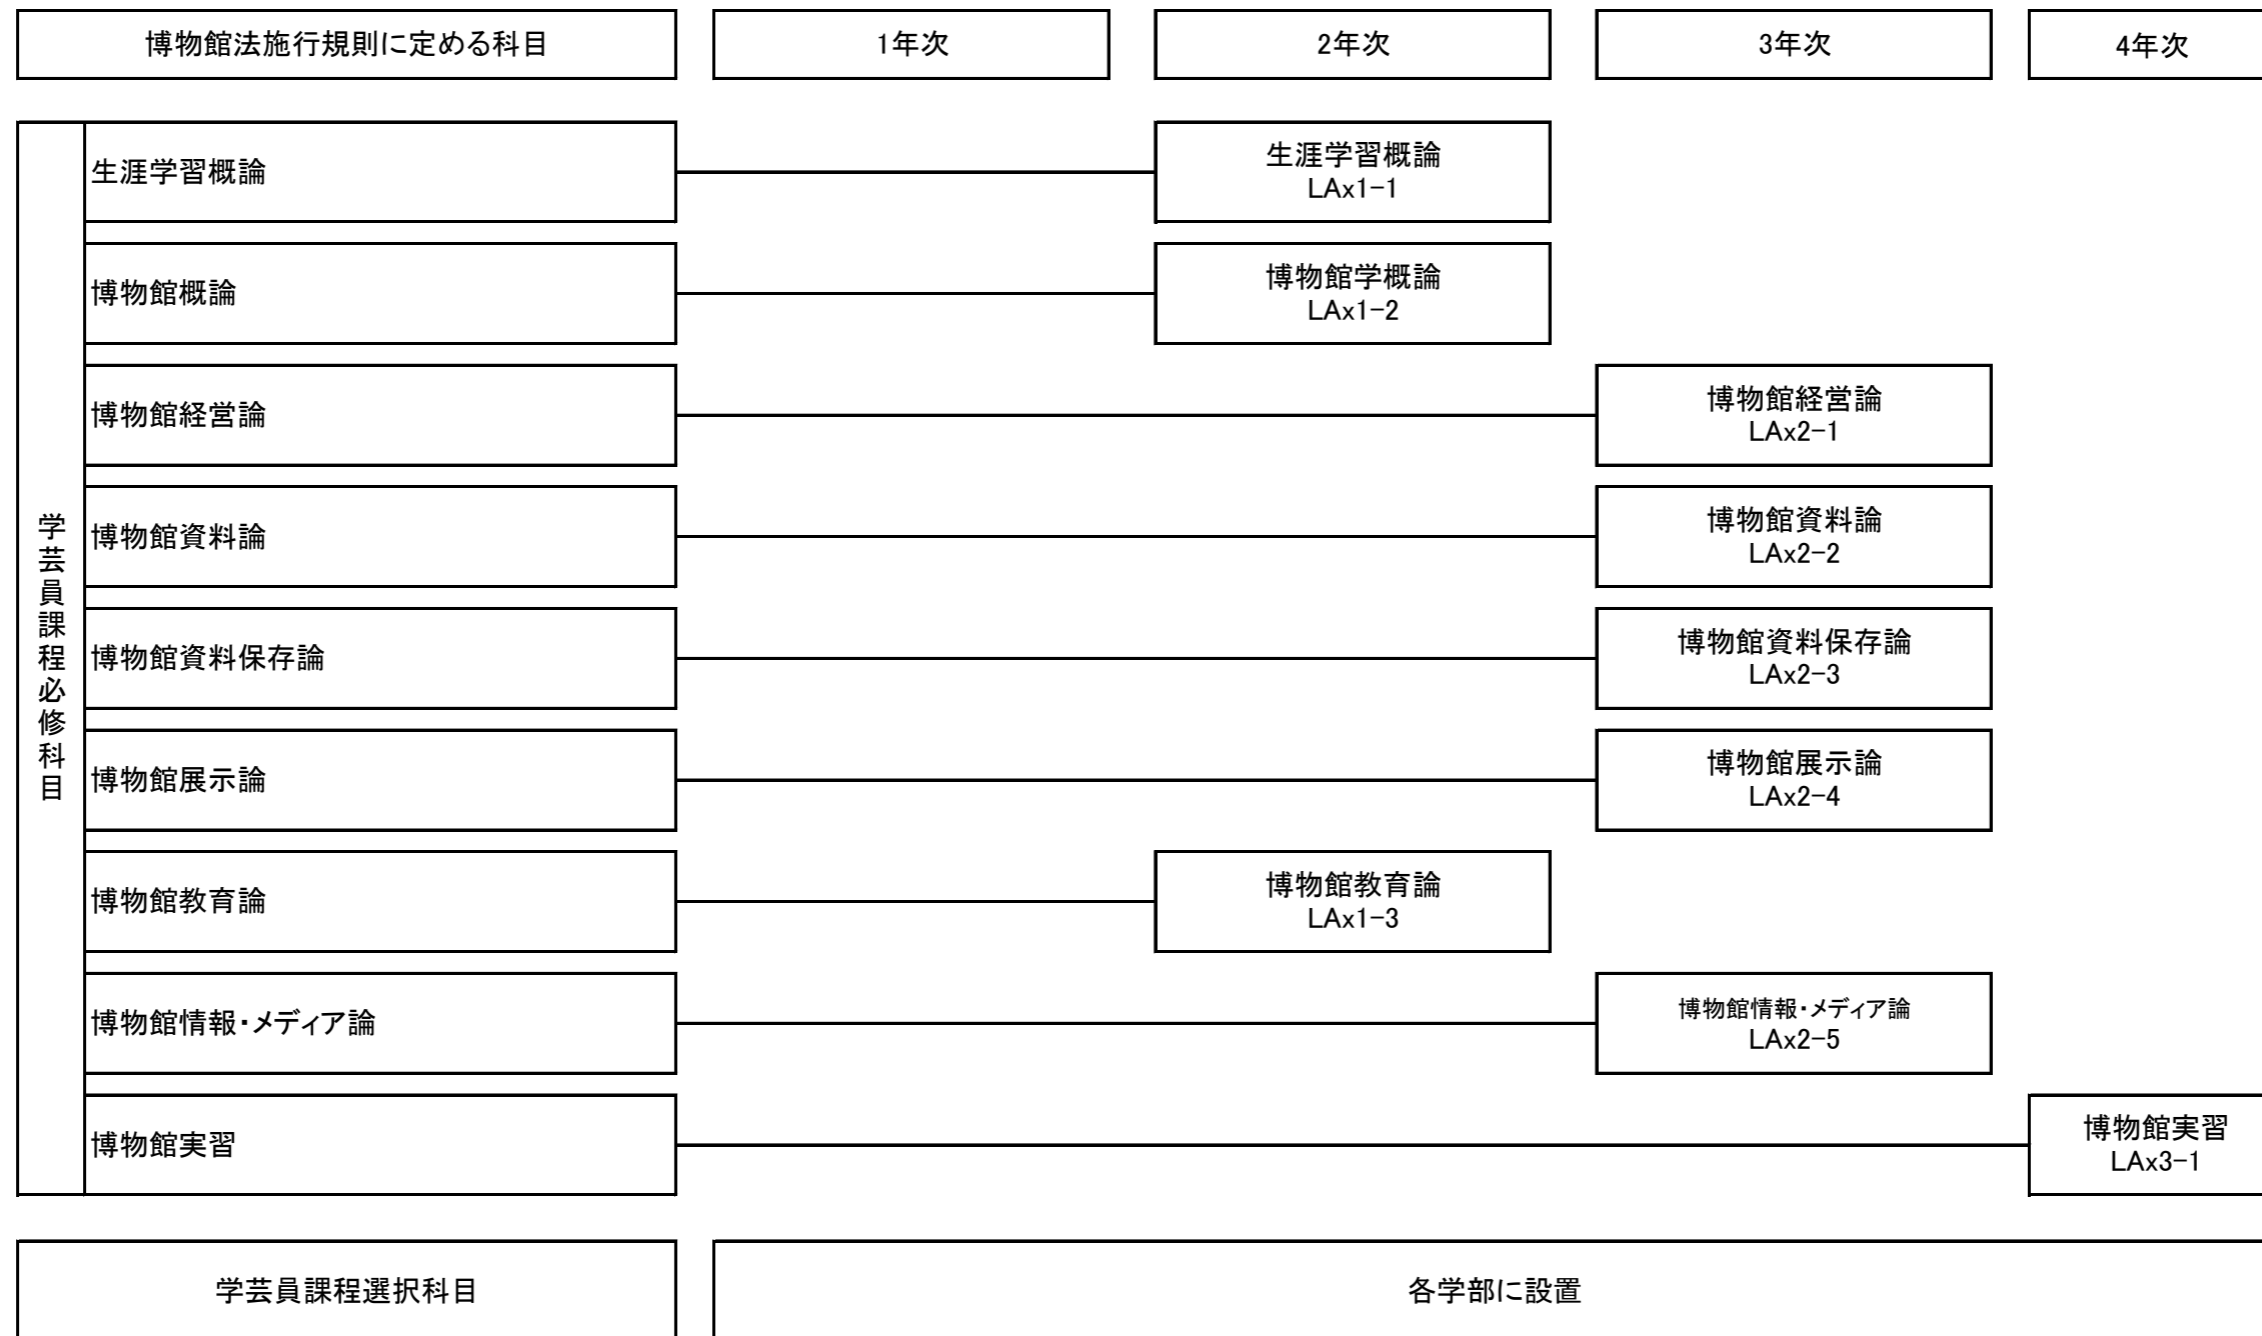 博物館法施行規則に定める科目
1年次
2年次
3年次
4年次
学芸員課程必修科目
生涯学習概論
生涯学習概論
LAx1-1
博物館概論
博物館学概論
LAx1-2
博物館経営論
博物館経営論
LAx2-1
博物館資料論
博物館資料論
LAx2-2
博物館資料保存論
博物館資料保存論
LAx2-3
博物館展示論
博物館展示論
LAx2-4
博物館教育論
博物館教育論
LAx1-3
博物館情報・メディア論
博物館情報・メディア論
LAx2-5
博物館実習
博物館実習
LAx3-1
学芸員課程選択科目
各学部に設置